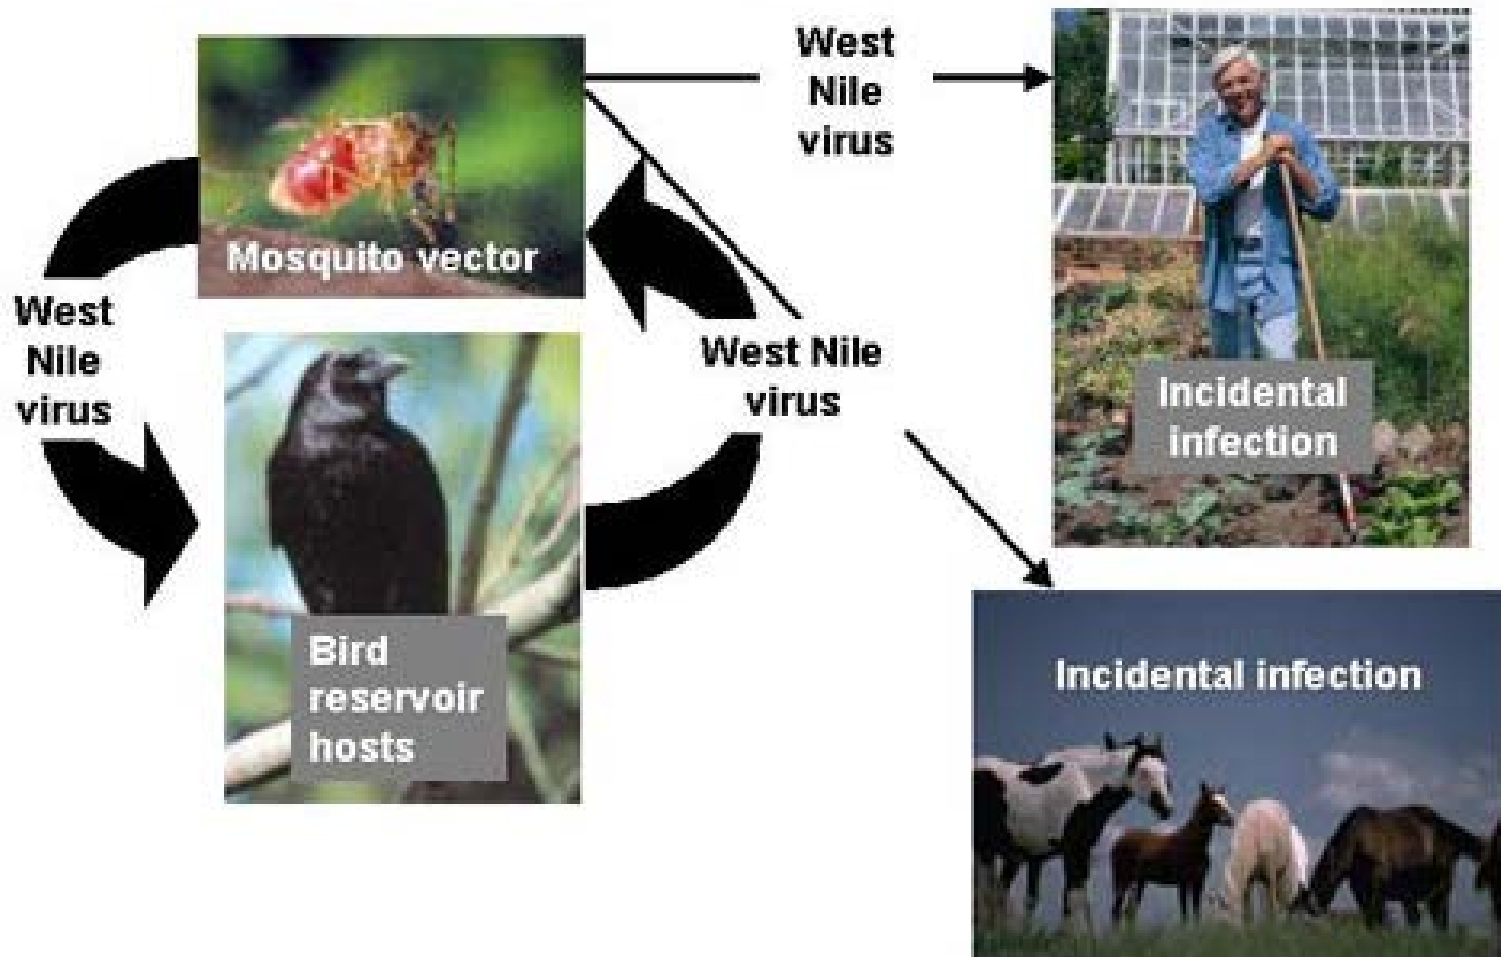 West
Nile
virus
Mosquito vector
West
Nile
virus
West Nile
virus
Incidental
infection
Bird
reservoir
hosts
Incidental infection